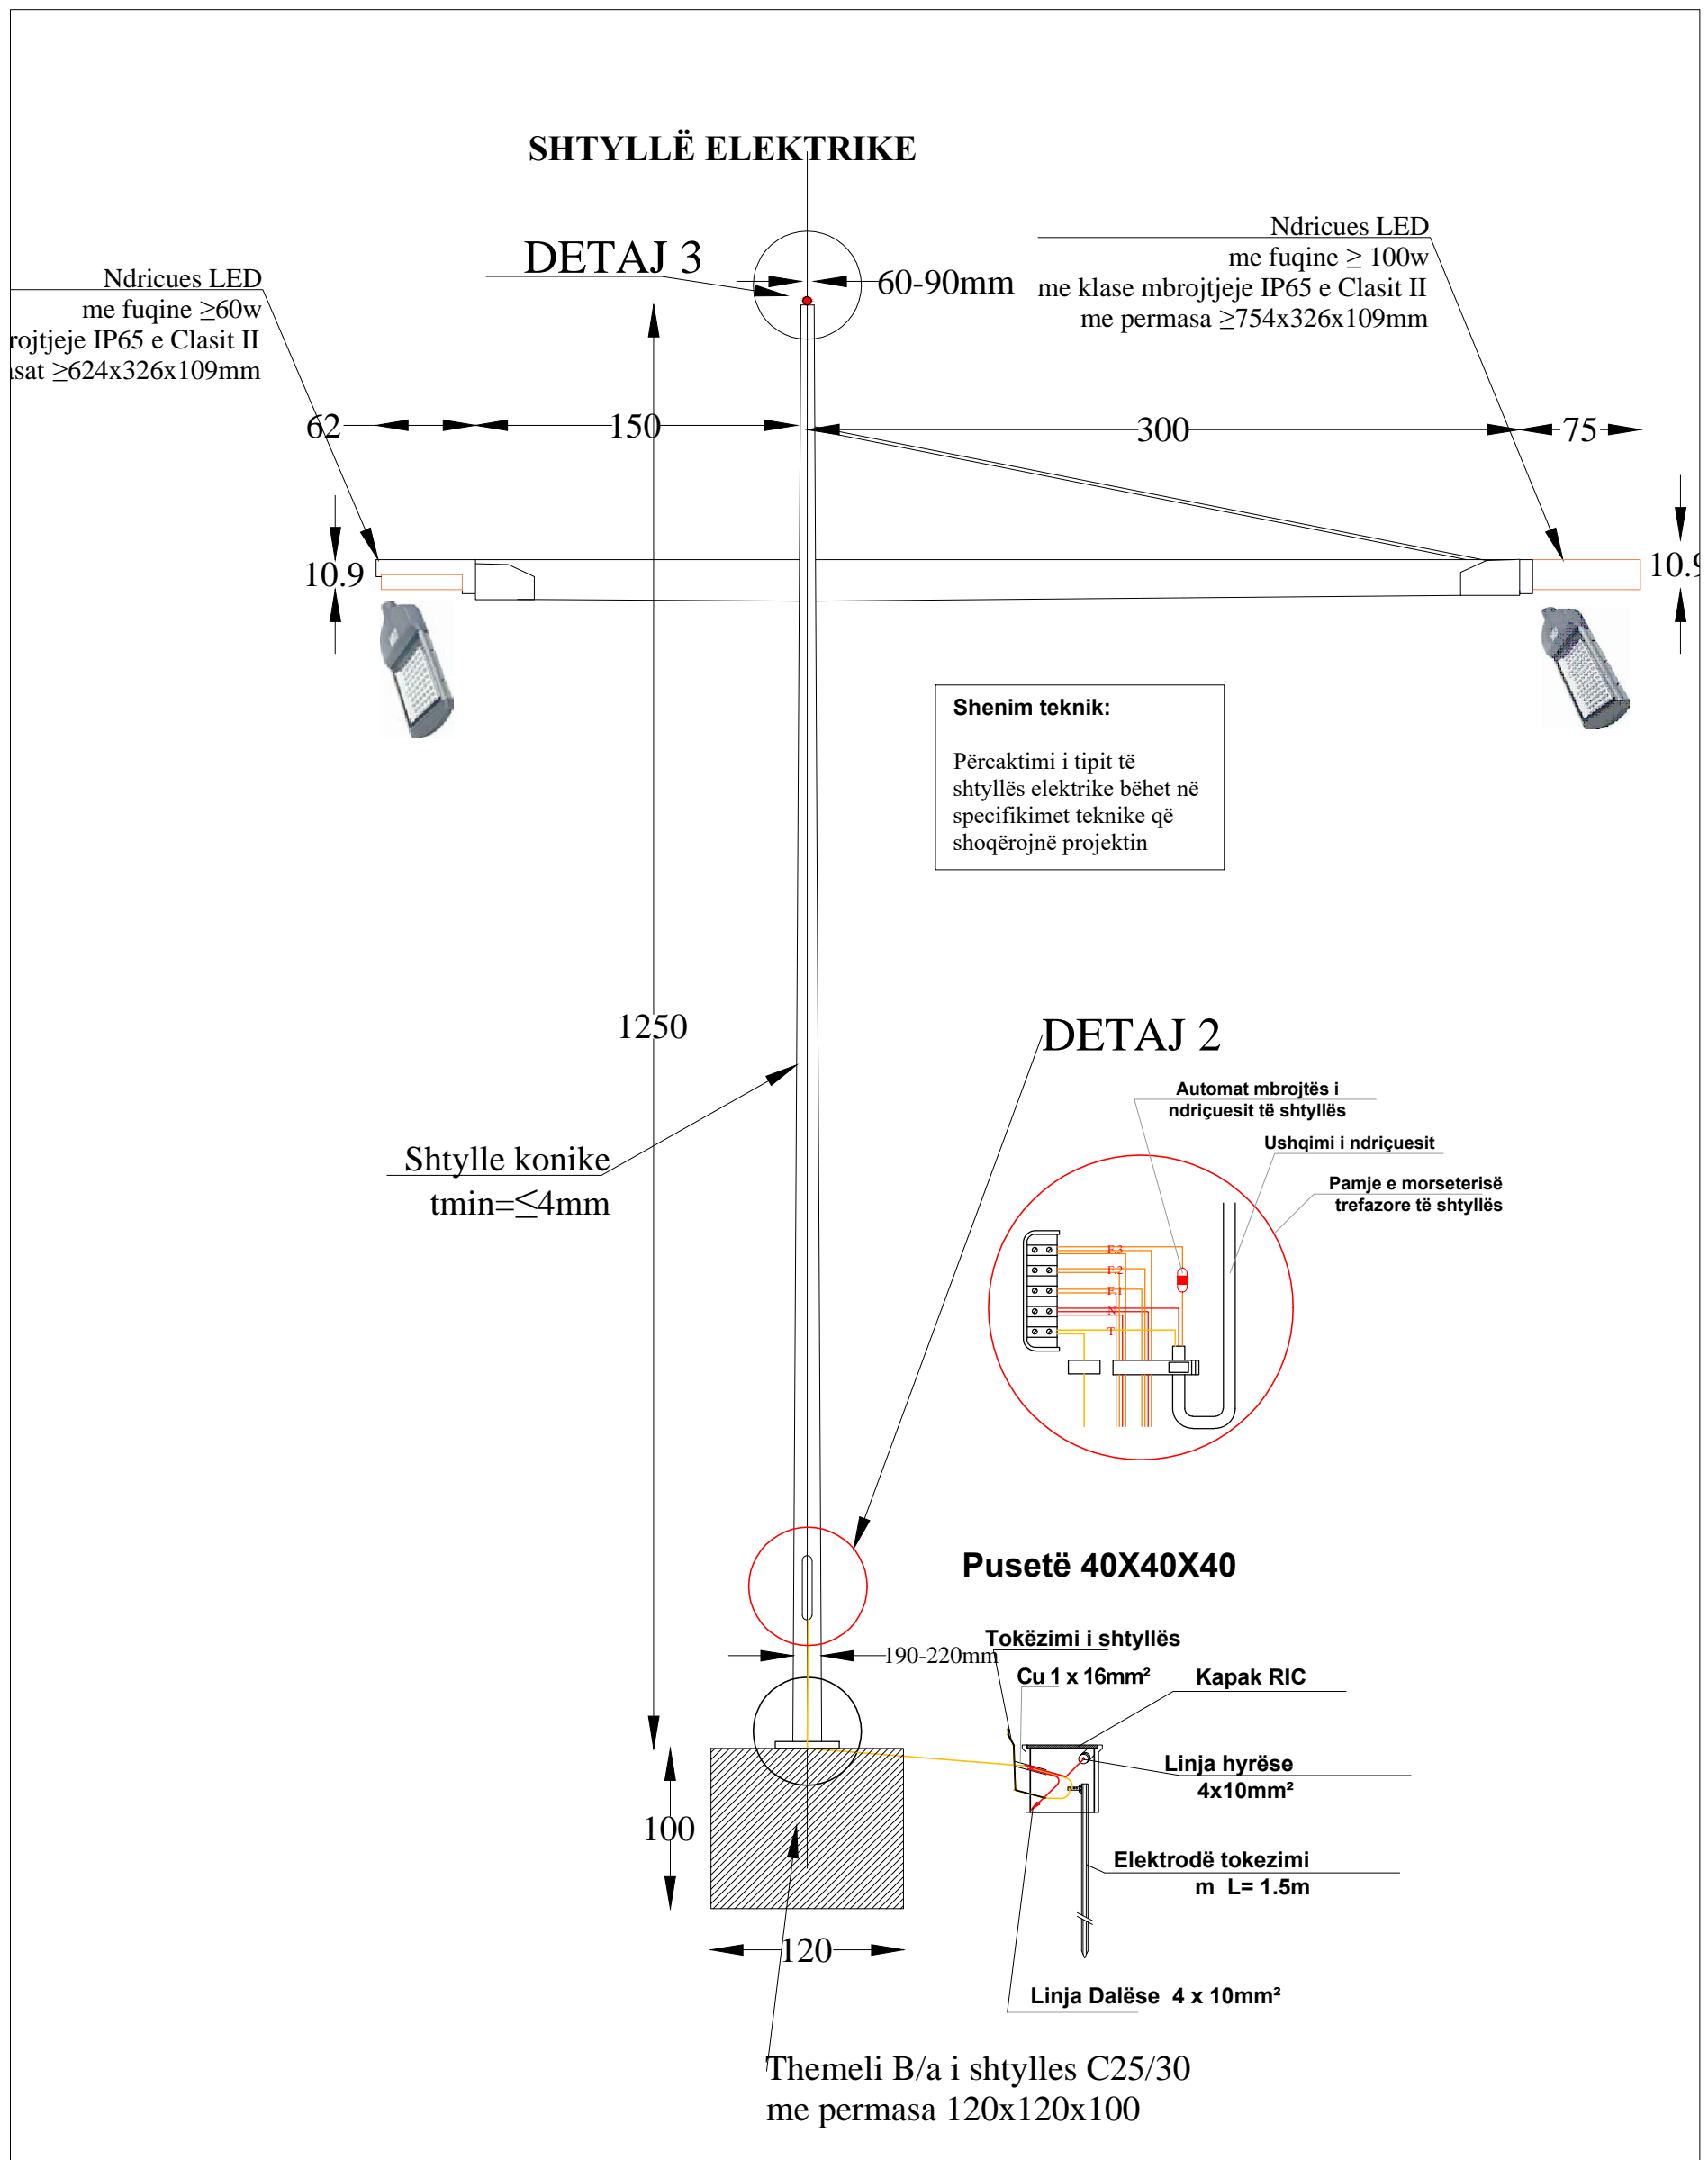 SHTYLLË ELEKTRIKE
DETAJ 3
60-90mm
Ndricues LED
me fuqine ≥60w
IP65 e Clasit II
≥624x326x109mm
Ndricues LED
me fuqine ≥ 100w
me klase mbrojtjeje IP65 e Clasit II
me permasa ≥754x326x109mm
62
150
300
75
10.9
10.9
Shenim teknik:
Përcaktimi i tipit të
shtyllës elektrike bëhet në
specifikimet teknike që
shoqërojnë projektin
1250
DETAJ 2
Automat mbrojtës i
ndriçuesit të shtyllës
Ushqimi i ndriçuesit
Pamje e morseterisë
trefazore të shtyllës
Shtylle konike
tmin=≤4mm
F.3
F.2
F.1
N
T
Pusetë 40X40X40
190-220mm
Tokëzimi i shtyllës
Cu 1 x 16mm²
Kapak RIC
Linja hyrëse
4x10mm²
100
Elektrodë tokezimi
m L= 1.5m
120
Linja Dalëse 4 x 10mm²
Themeli B/a i shtylles C25/30
me permasa 120x120x100